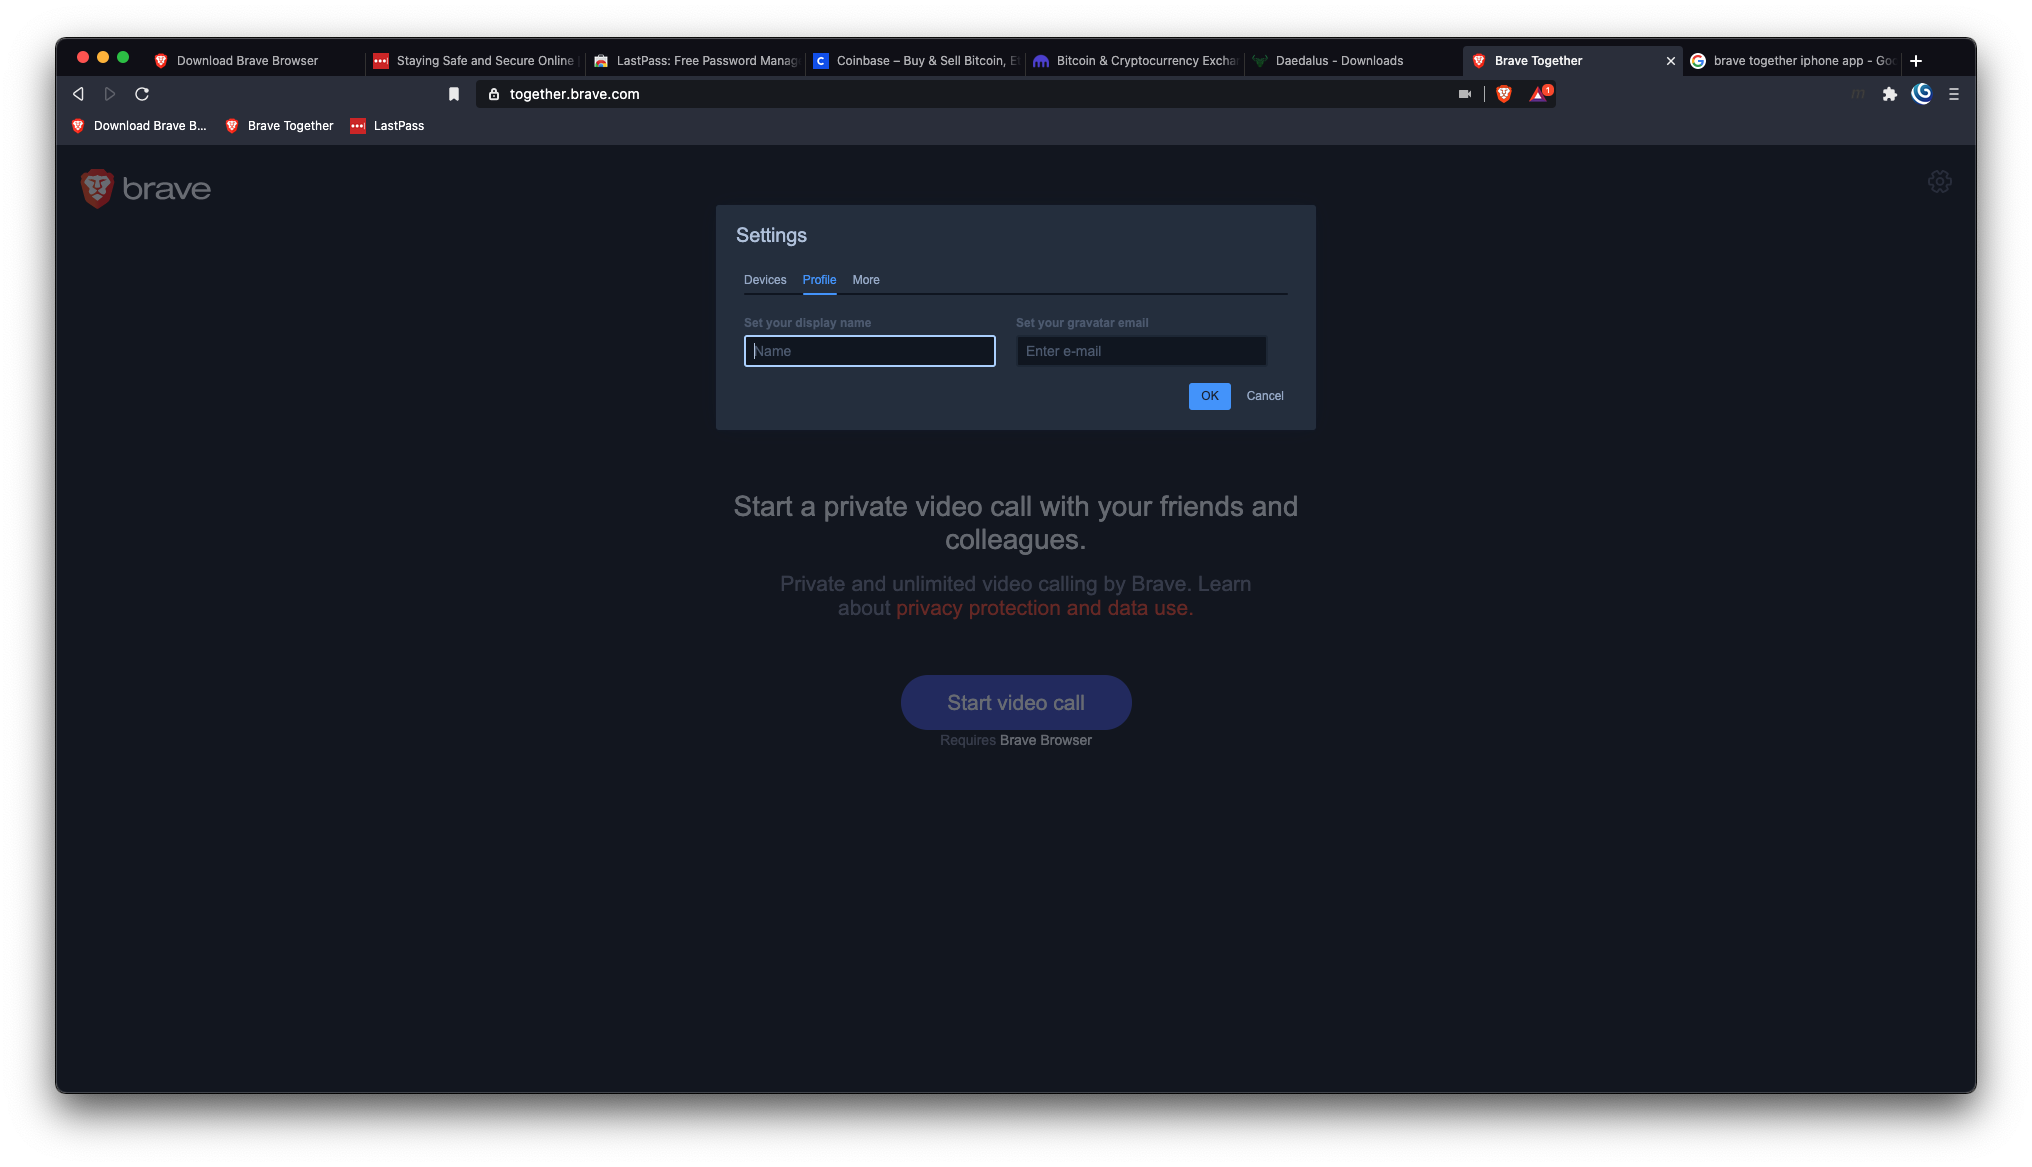 Download Brave Browser
Staying Safe and Secure Online
LastPass: Free Password Manag
Coinbase – Buy & Sell Bitcoin, E
Bitcoin & Cryptocurrency Excha
Daedalus - Downloads
Brave Together
brave together iphone app - Goo
together.brave.com
1
m
Download Brave B...
Brave Together
LastPass
brave
Settings
Devices Profile More
Set your display name Set your gravatar email
Name Enter e-mail
OK Cancel
Start a private video call with your friends and
colleagues.
Private and unlimited video calling by Brave. Learn
about privacy protection and data use.
Start video call
Requires Brave Browser